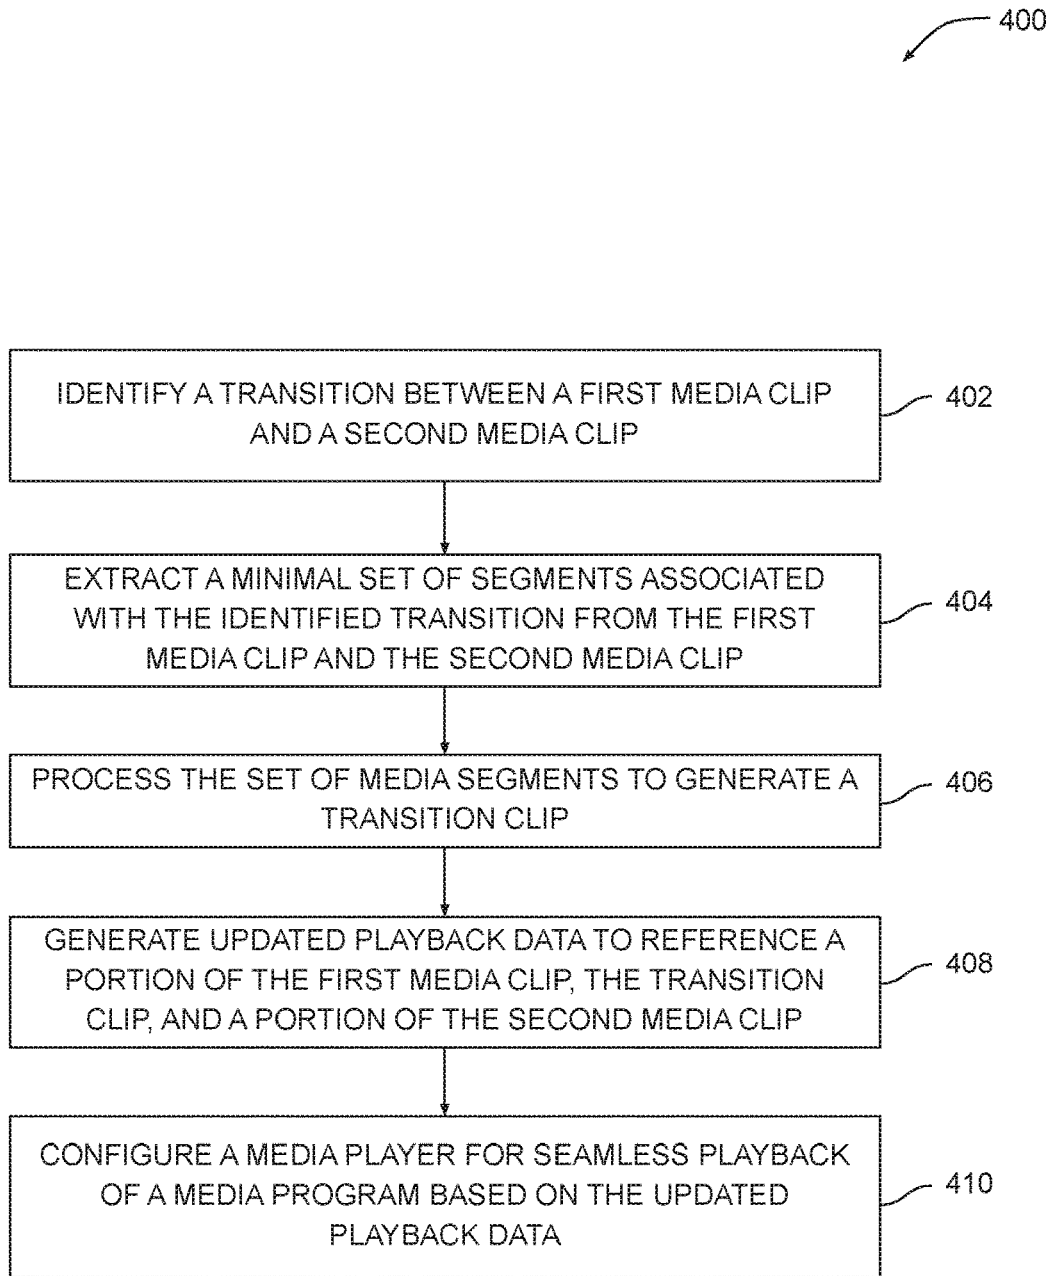 400
IDENTIFY A TRANSITION BETWEEN A FIRST MEDIA CLIP
AND A SECOND MEDIA CLIP
402
EXTRACT A MINIMAL SET OF SEGMENTS ASSOCIATED
WITH THE IDENTIFIED TRANSITION FROM THE FIRST
MEDIA CLIP AND THE SECOND MEDIA CLIP
404
PROCESS THE SET OF MEDIA SEGMENTS TO GENERATE A
TRANSITION CLIP
406
GENERATE UPDATED PLAYBACK DATA TO REFERENCE A
PORTION OF THE FIRST MEDIA CLIP, THE TRANSITION
CLIP, AND A PORTION OF THE SECOND MEDIA CLIP
408
CONFIGURE A MEDIA PLAYER FOR SEAMLESS PLAYBACK
OF A MEDIA PROGRAM BASED ON THE UPDATED
PLAYBACK DATA
410